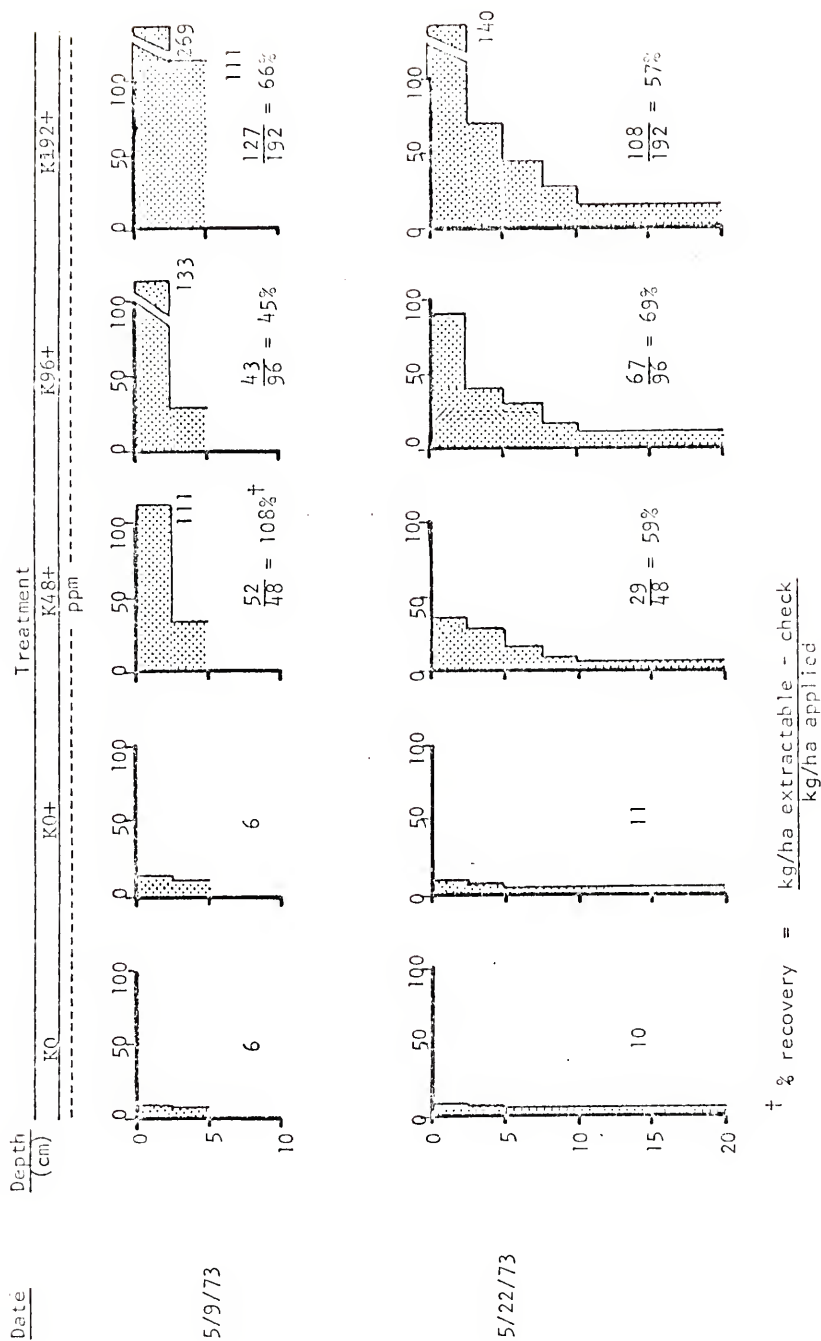 Treatment
Date Depth KO KO+ K48+ K96+ K192+
(cm) ppm
0 50 100 0 50 100 0 50 100 0 50 100 0 50 100
5/9/73 0
5
10
6 6 111 133 269
111
52/48 = 108%† 43/96 = 45% 127/192 = 66%
0 50 100 0 50 100 0 50 100 0 50 100 0 50 100
5/22/73 0
5
10
15
20
140
10 11 29/48 = 59% 67/96 = 69% 108/192 = 57%
† % recovery = kg/ha extractable - check
kg/ha applied